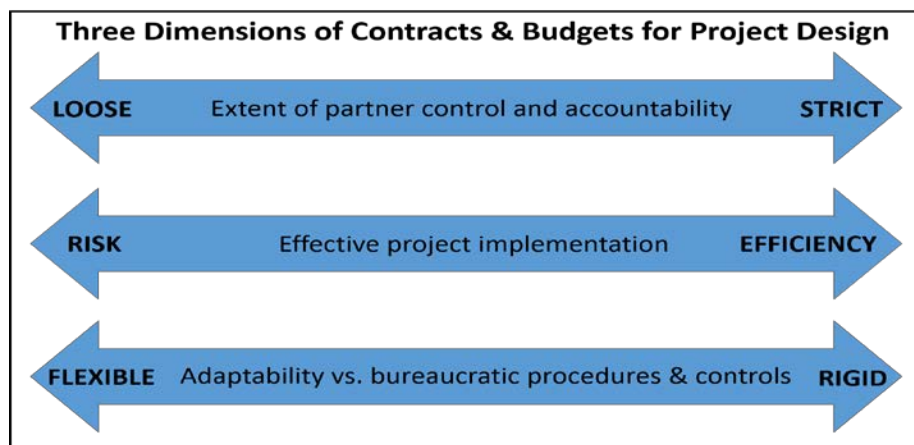 Three Dimensions of Contracts & Budgets for Project Design
LOOSE Extent of partner control and accountability STRICT
RISK Effective project implementation EFFICIENCY
FLEXIBLE Adaptability vs. bureaucratic procedures & controls RIGID